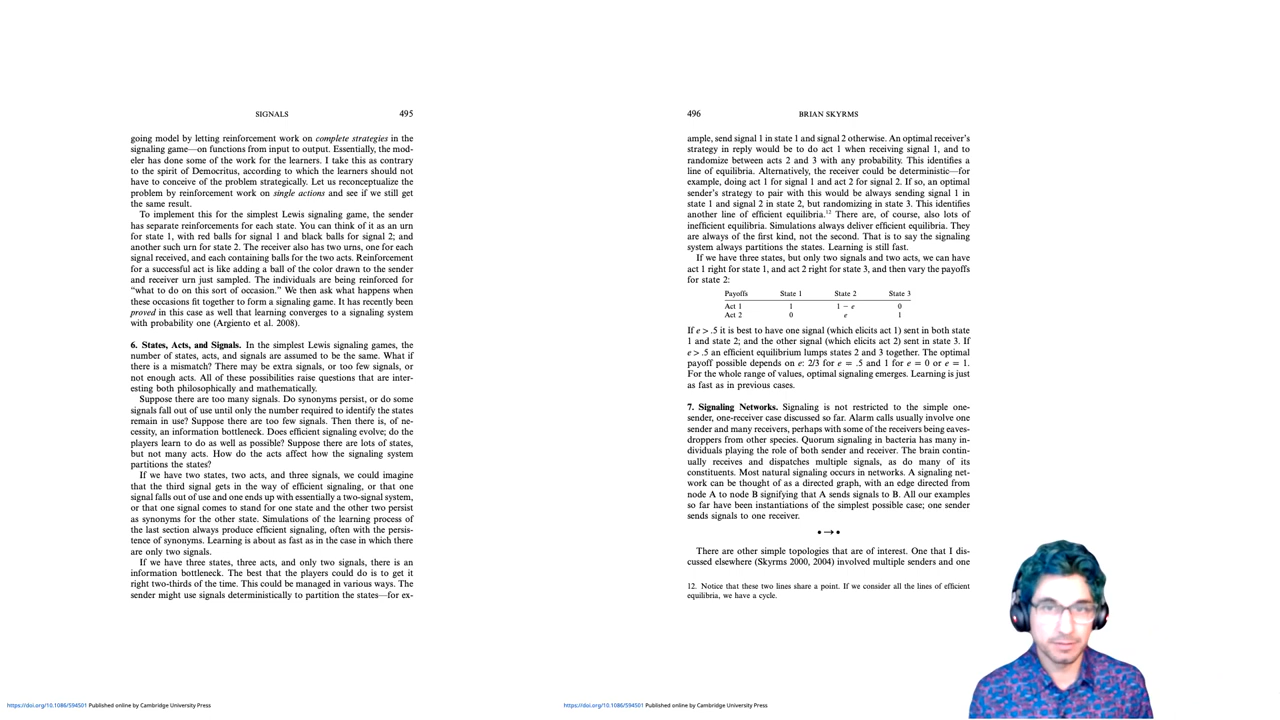 SIGNALS 495
going model by letting reinforcement work on complete strategies in the
signaling game—on functions from input to output. Essentially, the mod-
eler has done some of the work for the learners. I take this as contrary
to the spirit of Democritus, according to which the learners should not
have to conceive of the problem strategically. Let us reconceptualize the
problem by reinforcement work on single actions and see if we still get
the same result.
To implement this for the simplest Lewis signaling game, the sender
has separate reinforcements for each state. You can think of it as an urn
for state 1, with red balls for signal 1 and black balls for signal 2; and
another such urn for state 2. The receiver also has two urns, one for each
signal received, and each containing balls for the two acts. Reinforcement
for a successful act is like adding a ball of the color drawn to the sender
and receiver urn just sampled. The individuals are being reinforced for
“what to do on this sort of occasion.” We then ask what happens when
these occasions fit together to form a signaling game. It has recently been
proved in this case as well that learning converges to a signaling system
with probability one (Argiento et al. 2008).
6. States, Acts, and Signals. In the simplest Lewis signaling games, the
number of states, acts, and signals are assumed to be the same. What if
there is a mismatch? There may be extra signals, or too few signals, or
not enough acts. All of these possibilities raise questions that are inter-
esting both philosophically and mathematically.
Suppose there are too many signals. Do synonyms persist, or do some
signals fall out of use until only the number required to identify the states
remain in use? Suppose there are too few signals. Then there is, of ne-
cessity, an information bottleneck. Does efficient signaling evolve; do the
players learn to do as well as possible? Suppose there are lots of states,
but not many acts. How do the acts affect how the signaling system
partitions the states?
If we have two states, two acts, and three signals, we could imagine
that the third signal gets in the way of efficient signaling, or that one
signal falls out of use and one ends up with essentially a two-signal system,
or that one signal comes to stand for one state and the other two persist
as synonyms for the other state. Simulations of the learning process of
the last section always produce efficient signaling, often with the persis-
tence of synonyms. Learning is about as fast as in the case in which there
are only two signals.
If we have three states, three acts, and only two signals, there is an
information bottleneck. The best that the players could do is to get it
right two-thirds of the time. This could be managed in various ways. The
sender might use signals deterministically to partition the states—for ex-
https://doi.org/10.1086/594501 Published online by Cambridge University Press
496 BRIAN SKYRMS
ample, send signal 1 in state 1 and signal 2 otherwise. An optimal receiver’s
strategy in reply would be to do act 1 when receiving signal 1, and to
randomize between acts 2 and 3 with any probability. This identifies a
line of equilibria. Alternatively, the receiver could be deterministic—for
example, doing act 1 for signal 1 and act 2 for signal 2. If so, an optimal
sender’s strategy to pair with this would be always sending signal 1 in
state 1 and signal 2 in state 2, but randomizing in state 3. This identifies
another line of efficient equilibria.12 There are, of course, also lots of
inefficient equilibria. Simulations always deliver efficient equilibria. They
are always of the first kind, not the second. That is to say the signaling
system always partitions the states. Learning is still fast.
If we have three states, but only two signals and two acts, we can have
act 1 right for state 1, and act 2 right for state 3, and then vary the payoffs
for state 2:
Payoffs State 1 State 2 State 3
Act 1 1 1 − e 0
Act 2 0 e 1
If e > .5 it is best to have one signal (which elicits act 1) sent in both state
1 and state 2; and the other signal (which elicits act 2) sent in state 3. If
e > .5 an efficient equilibrium lumps states 2 and 3 together. The optimal
payoff possible depends on e: 2/3 for e = .5 and 1 for e = 0 or e = 1.
For the whole range of values, optimal signaling emerges. Learning is just
as fast as in previous cases.
7. Signaling Networks. Signaling is not restricted to the simple one-
sender, one-receiver case discussed so far. Alarm calls usually involve one
sender and many receivers, perhaps with some of the receivers being eaves-
droppers from other species. Quorum signaling in bacteria has many in-
dividuals playing the role of both sender and receiver. The brain contin-
ually receives and dispatches multiple signals, as do many of its
constituents. Most natural signaling occurs in networks. A signaling net-
work can be thought of as a directed graph, with an edge directed from
node A to node B signifying that A sends signals to B. All our examples
so far have been instantiations of the simplest possible case; one sender
sends signals to one receiver.
•→•
There are other simple topologies that are of interest. One that I dis-
cussed elsewhere (Skyrms 2000, 2004) involved multiple senders and one
12. Notice that these two lines share a point. If we consider all the lines of efficient
equilibria, we have a cycle.
https://doi.org/10.1086/594501 Published online by Cambridge University Press